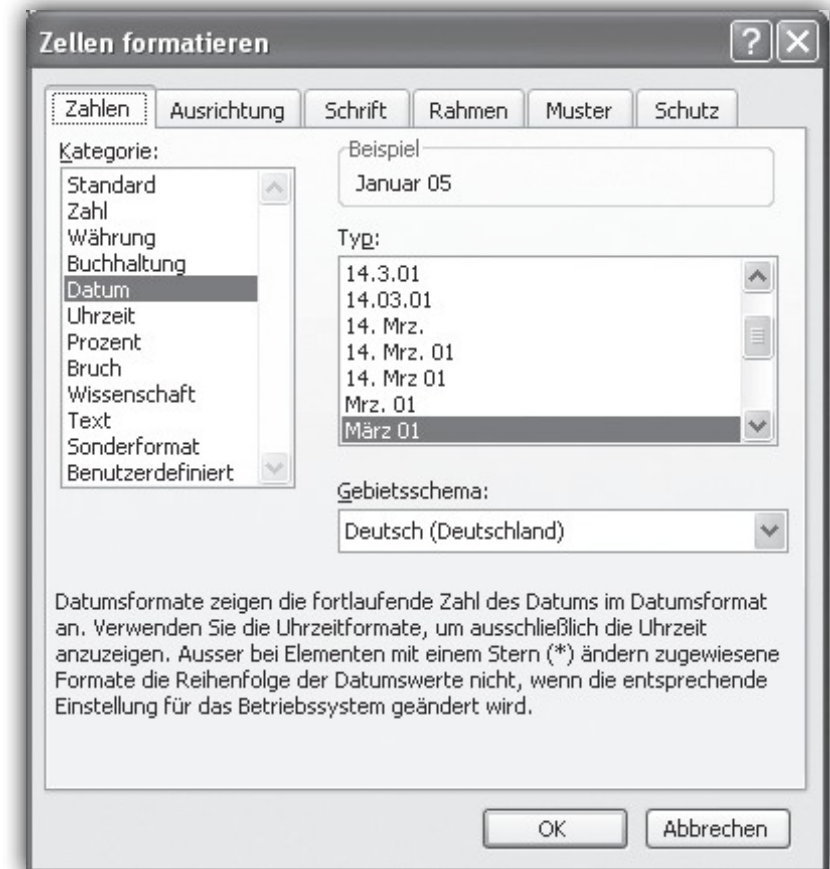 Zellen formatieren
Zahlen Ausrichtung Schrift Rahmen Muster Schutz
Kategorie:
Standard
Zahl
Währung
Buchhaltung
Datum
Uhrzeit
Prozent
Bruch
Wissenschaft
Text
Sonderformat
Benutzerdefiniert
Beispiel
Januar 05
Typ:
14.3.01
14.03.01
14. Mrz.
14. Mrz. 01
14. Mrz 01
Mrz. 01
März 01
Gebietsschema:
Deutsch (Deutschland)
Datumsformate zeigen die fortlaufende Zahl des Datums im Datumsformat
an. Verwenden Sie die Uhrzeitformate, um ausschließlich die Uhrzeit
anzuzeigen. Ausser bei Elementen mit einem Stern (*) ändern zugewiesene
Formate die Reihenfolge der Datumswerte nicht, wenn die entsprechende
Einstellung für das Betriebssystem geändert wird.
OK Abbrechen